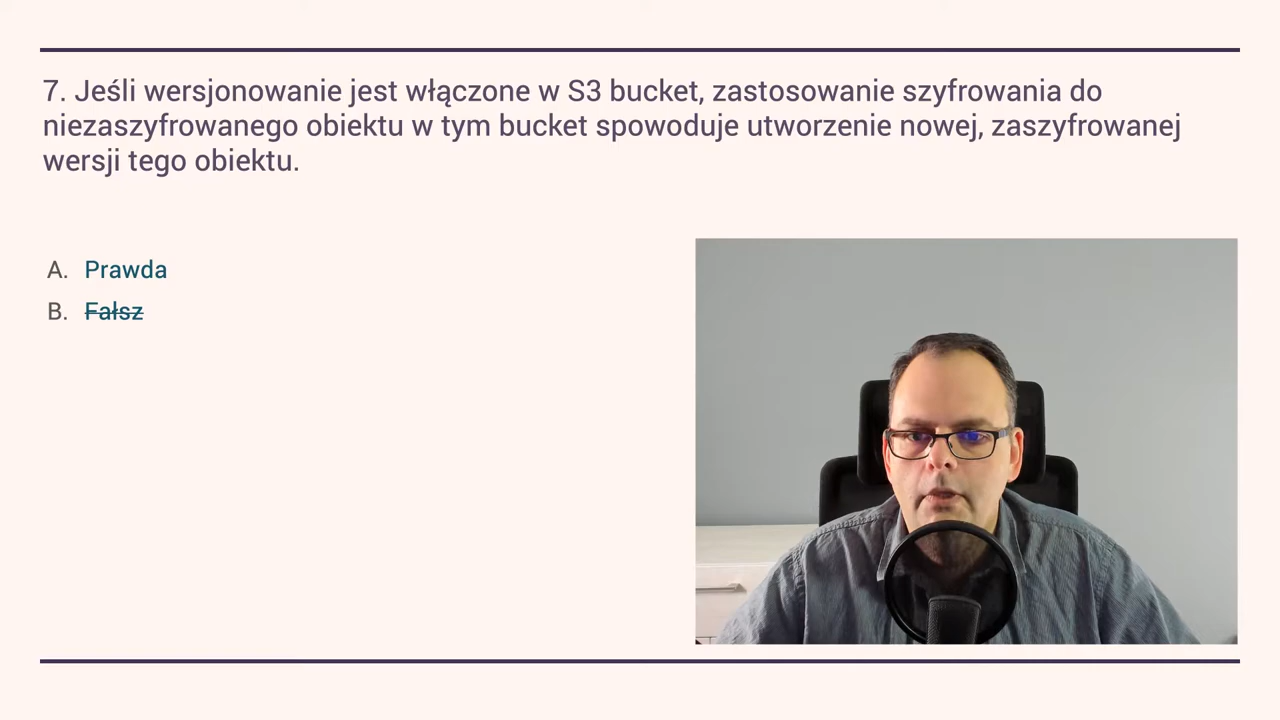 7. Jeśli wersjonowanie jest włączone w S3 bucket, zastosowanie szyfrowania do
niezaszyfrowanego obiektu w tym bucket spowoduje utworzenie nowej, zaszyfrowanej
wersji tego obiektu.
A. Prawda
B. Fałsz